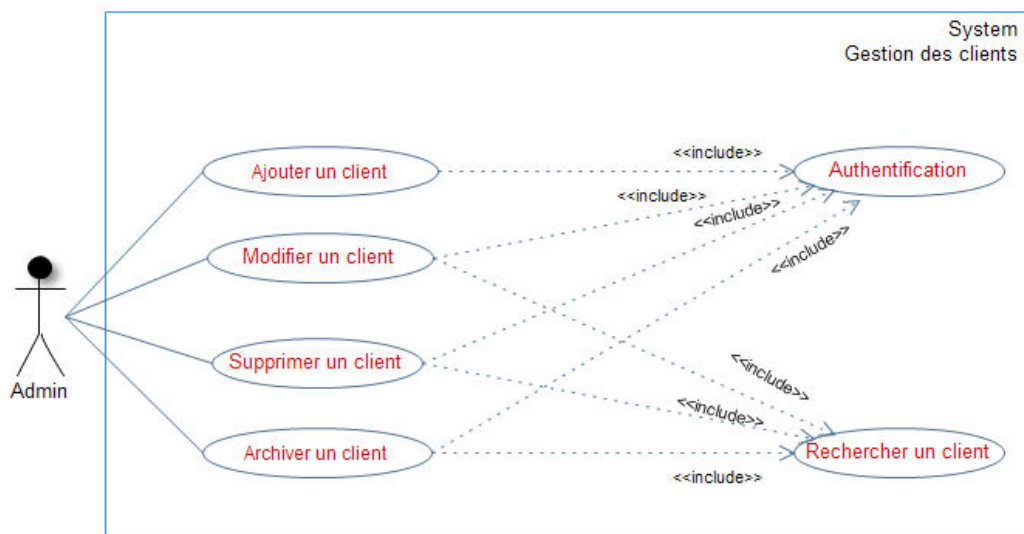 System
Gestion des clients
Ajouter un client
<<include>>
Authentification
<<include>>
<<include>>
Modifier un client
<<include>>
Supprimer un client
<<include>>
<<include>>
Admin
Archiver un client
Rechercher un client
<<include>>